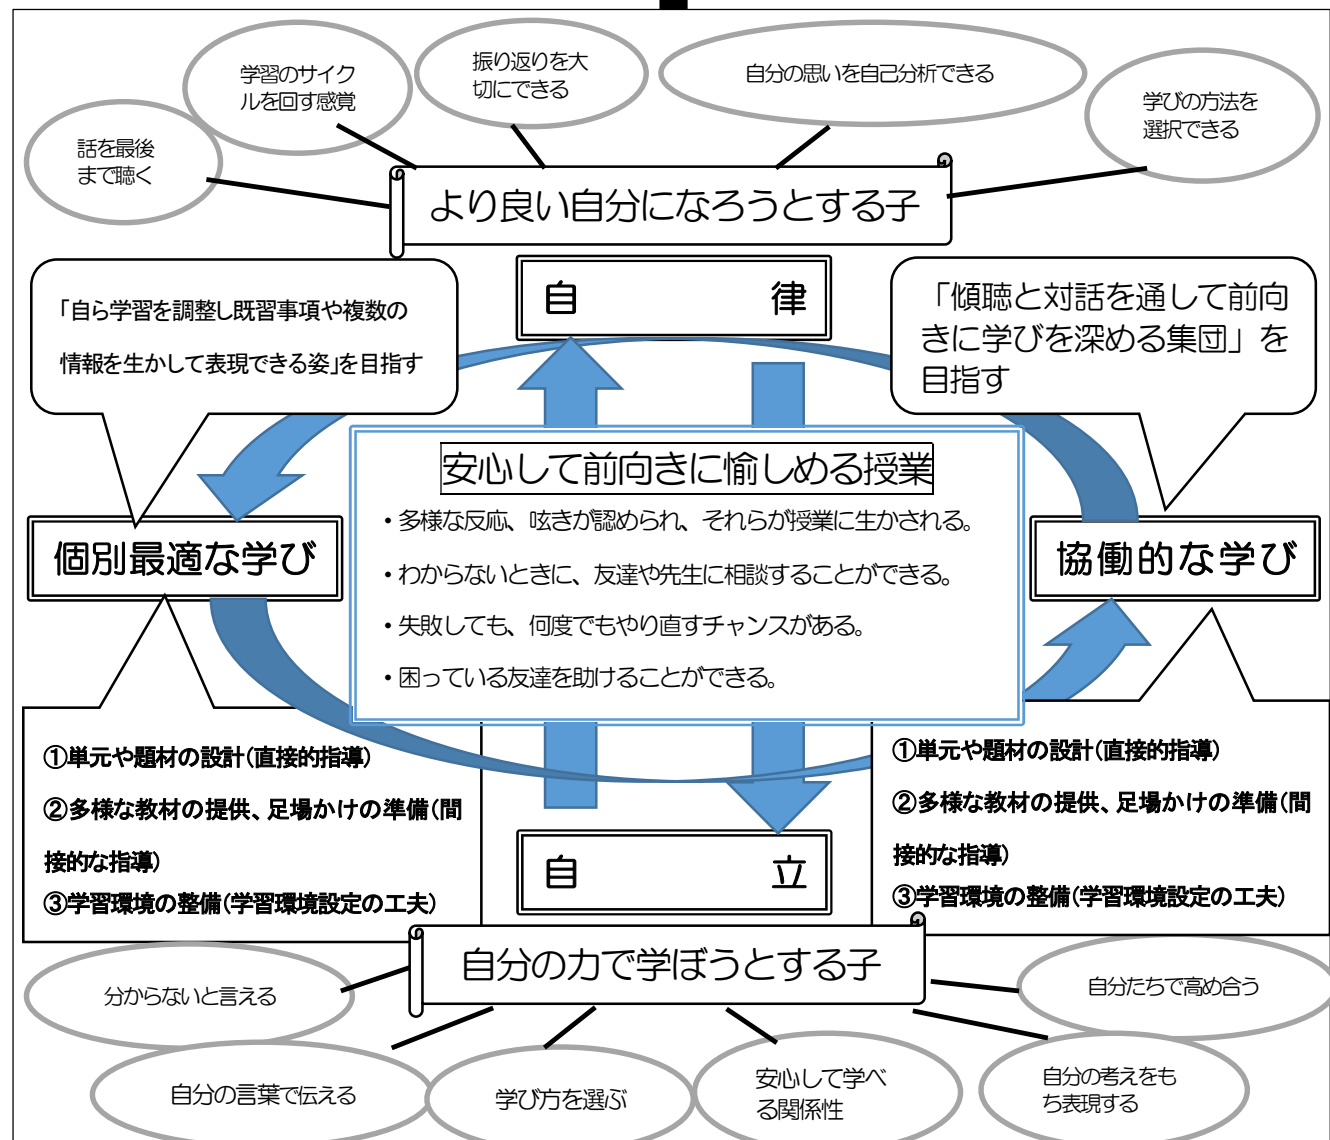 学習のサイク
ルを回す感覚
振り返りを大
切にできる
自分の思いを自己分析できる
学びの方法を
選択できる
話を最後
まで聴く
より良い自分になろうとする子
自　　　律
「自ら学習を調整し既習事項や複数の
情報を生かして表現できる姿」を目指す
「傾聴と対話を通して前向
きに学びを深める集団」を
目指す
安心して前向きに愉しめる授業
・多様な反応、呟きが認められ、それらが授業に生かされる。
・わからないときに、友達や先生に相談することができる。
・失敗しても、何度でもやり直すチャンスがある。
・困っている友達を助けることができる。
個別最適な学び
協働的な学び
①単元や題材の設計(直接的指導)
②多様な教材の提供、足場かけの準備(間
接的な指導)
③学習環境の整備(学習環境設定の工夫)
①単元や題材の設計(直接的指導)
②多様な教材の提供、足場かけの準備(間
接的な指導)
③学習環境の整備(学習環境設定の工夫)
自　　　立
自分の力で学ぼうとする子
分からないと言える
自分たちで高め合う
自分の言葉で伝える
学び方を選ぶ
安心して学べ
る関係性
自分の考えをも
ち表現する